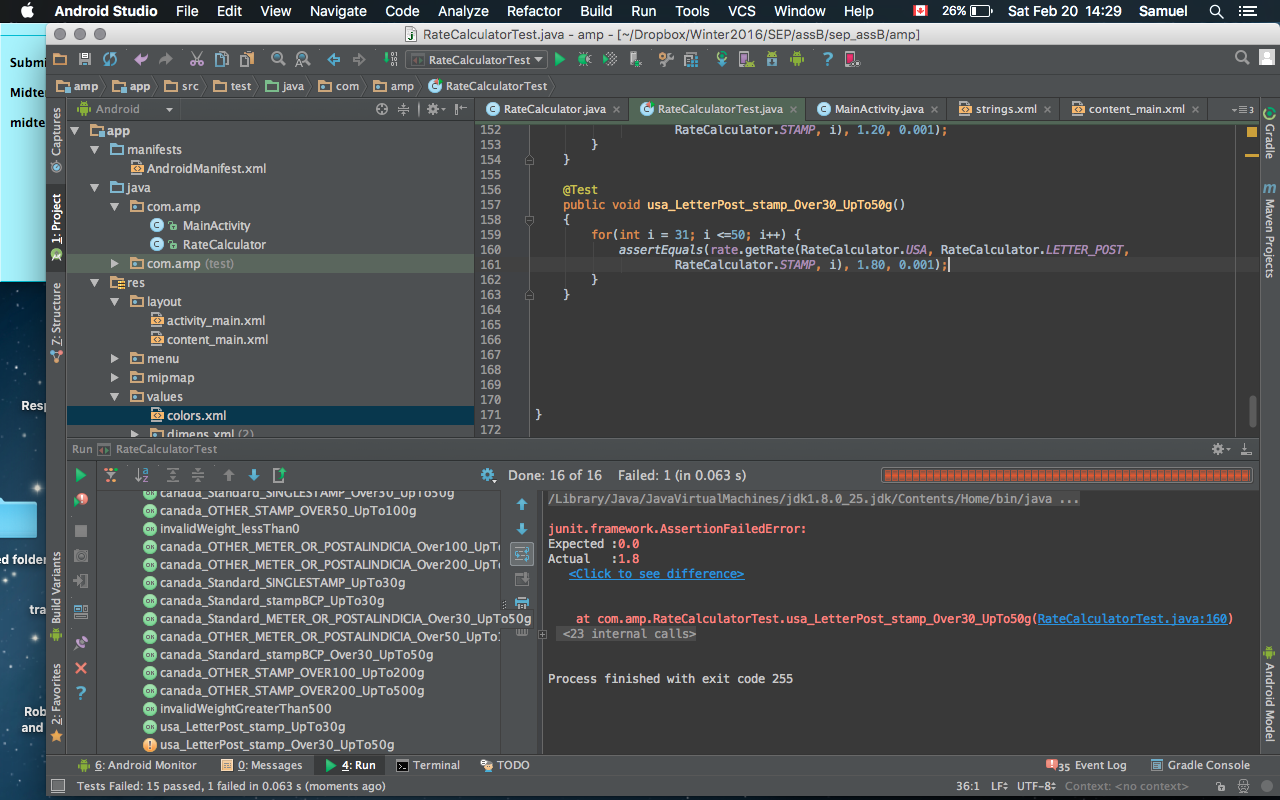 Android Studio File Edit View Navigate Code Analyze Refactor Build Run Tools VCS Window Help 26% Sat Feb 20 14:29 Samuel
RateCalculatorTest.java - amp - [~/Dropbox/Winter2016/SEP/assB/sep_assB/amp]
RateCalculatorTest
amp app src test java com amp RateCalculatorTest
Android
RateCalculator.java RateCalculatorTest.java MainActivity.java strings.xml content_main.xml 3
Submi
Midte
midte
Resp
ed folder
tra
Rob
and
Captures
1: Project
Z: Structure
Build Variants
2: Favorites
app
manifests
AndroidManifest.xml
java
com.amp
MainActivity
RateCalculator
com.amp (test)
res
layout
activity_main.xml
content_main.xml
menu
mipmap
values
colors.xml
dimens.xml (2)
152 RateCalculator.STAMP, i), 1.20, 0.001);
153 }
154 }
155
156 @Test
157 public void usa_LetterPost_stamp_Over30_UpTo50g()
158 {
159 for(int i = 31; i <=50; i++) {
160 assertEquals(rate.getRate(RateCalculator.USA, RateCalculator.LETTER_POST,
161 RateCalculator.STAMP, i), 1.80, 0.001);
162 }
163 }
164
165
166
167
168
169
170
171 }
172
Gradle
Maven Projects
Android Model
Run RateCalculatorTest
Done: 16 of 16 Failed: 1 (in 0.063 s)
canada_Standard_SINGLESTAMP_Over30_UpTo50g
canada_OTHER_STAMP_OVER50_UpTo100g
invalidWeight_lessThan0
canada_OTHER_METER_OR_POSTALINDICIA_Over100_UpT
canada_OTHER_METER_OR_POSTALINDICIA_Over200_UpT
canada_Standard_SINGLESTAMP_UpTo30g
canada_Standard_stampBCP_UpTo30g
canada_Standard_METER_OR_POSTALINDICIA_Over30_UpTo50g
canada_OTHER_METER_OR_POSTALINDICIA_Over50_UpTo1
canada_Standard_stampBCP_Over30_UpTo50g
canada_OTHER_STAMP_OVER100_UpTo200g
canada_OTHER_STAMP_OVER200_UpTo500g
invalidWeightGreaterThan500
usa_LetterPost_stamp_UpTo30g
usa_LetterPost_stamp_Over30_UpTo50g
/Library/Java/JavaVirtualMachines/jdk1.8.0_25.jdk/Contents/Home/bin/java ...
junit.framework.AssertionFailedError:
Expected :0.0
Actual :1.8
<Click to see difference>
at com.amp.RateCalculatorTest.usa_LetterPost_stamp_Over30_UpTo50g(RateCalculatorTest.java:160)
<23 internal calls>
Process finished with exit code 255
6: Android Monitor 0: Messages 4: Run Terminal TODO 35 Event Log Gradle Console
Tests Failed: 15 passed, 1 failed in 0.063 s (moments ago) 36:1 LF UTF-8 Context: <no context>